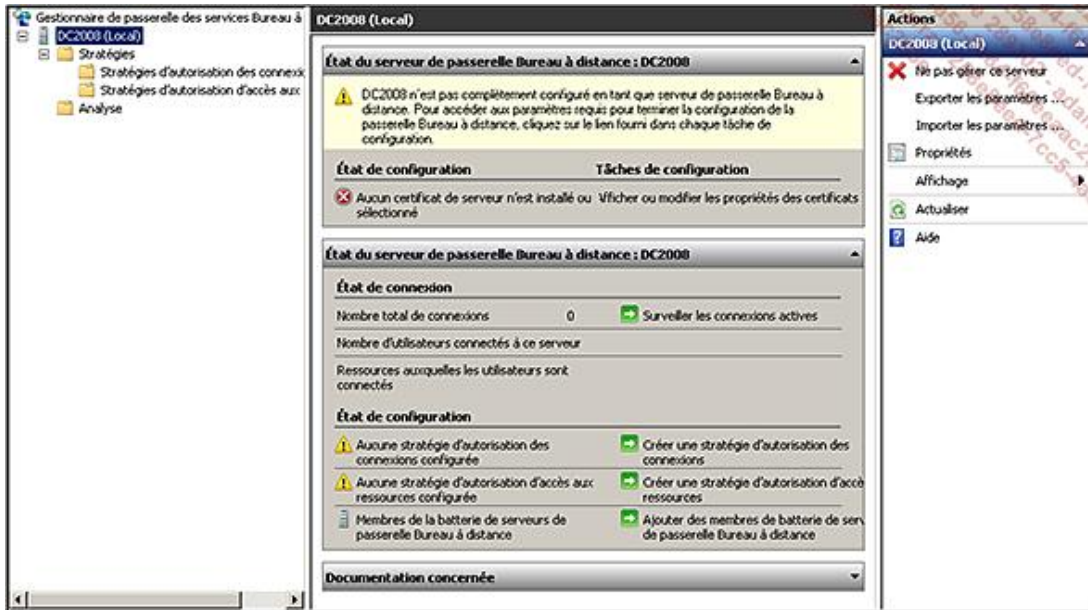 Gestionnaire de passerelle des services Bureau à
DC2008 (Local)
Stratégies
Stratégies d'autorisation des connexi
Stratégies d'autorisation d'accès aux
Analyse
DC2008 (Local)
État du serveur de passerelle Bureau à distance : DC2008
DC2008 n'est pas complètement configuré en tant que serveur de passerelle Bureau à
distance. Pour accéder aux paramètres requis pour terminer la configuration de la
passerelle Bureau à distance, cliquez sur le lien fourni dans chaque tâche de
configuration.
État de configuration Tâches de configuration
Aucun certificat de serveur n'est installé ou Vficher ou modifier les propriétés des certificats
sélectionné
État du serveur de passerelle Bureau à distance : DC2008
État de connexion
Nombre total de connexions 0 Surveiller les connexions actives
Nombre d'utilisateurs connectés à ce serveur
Ressources auxquelles les utilisateurs sont
connectés
État de configuration
Aucune stratégie d'autorisation des Créer une stratégie d'autorisation des
connexions configurée connexions
Aucune stratégie d'autorisation d'accès aux Créer une stratégie d'autorisation d'accè
ressources configurée ressources
Membres de la batterie de serveurs de Ajouter des membres de batterie de serv
passerelle Bureau à distance de passerelle Bureau à distance
Documentation concernée
Actions
DC2008 (Local)
Ne pas gérer ce serveur
Exporter les paramètres ...
Importer les paramètres ...
Propriétés
Affichage
Actualiser
Aide